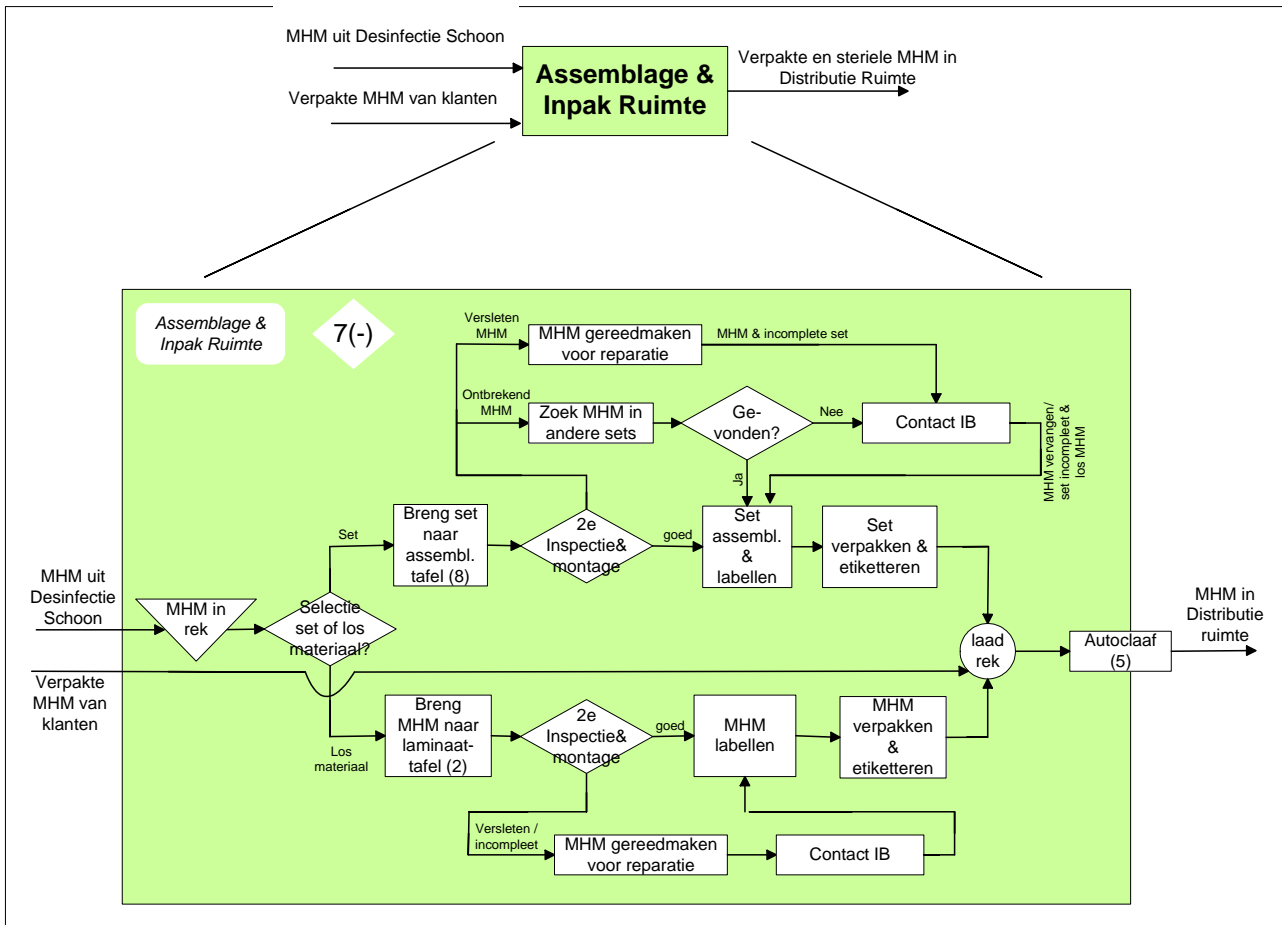 MHM uit Desinfectie Schoon
Verpakte MHM van klanten
Assemblage &
Inpak Ruimte
Verpakte en steriele MHM in
Distributie Ruimte
Assemblage &
Inpak Ruimte
7(-)
Versleten
MHM
MHM gereedmaken
voor reparatie
MHM & incomplete set
Ontbrekend
MHM
Zoek MHM in
andere sets
Ge-
vonden?
Nee
Contact IB
MHM vervangen/
set incompleet &
los MHM
Ja
Set
Breng set
naar
assembl.
tafel (8)
2e
Inspectie&
montage
goed
Set
assembl.
&
labellen
Set
verpakken &
etiketteren
MHM uit
Desinfectie
Schoon
MHM in
rek
Selectie
set of los
materiaal?
laad
rek
Autoclaaf
(5)
MHM in
Distributie
ruimte
Verpakte
MHM van
klanten
Los
materiaal
Breng
MHM naar
laminaat-
tafel (2)
2e
Inspectie&
montage
goed
MHM
labellen
MHM
verpakken
&
etiketteren
Versleten /
incompleet
MHM gereedmaken
voor reparatie
Contact IB